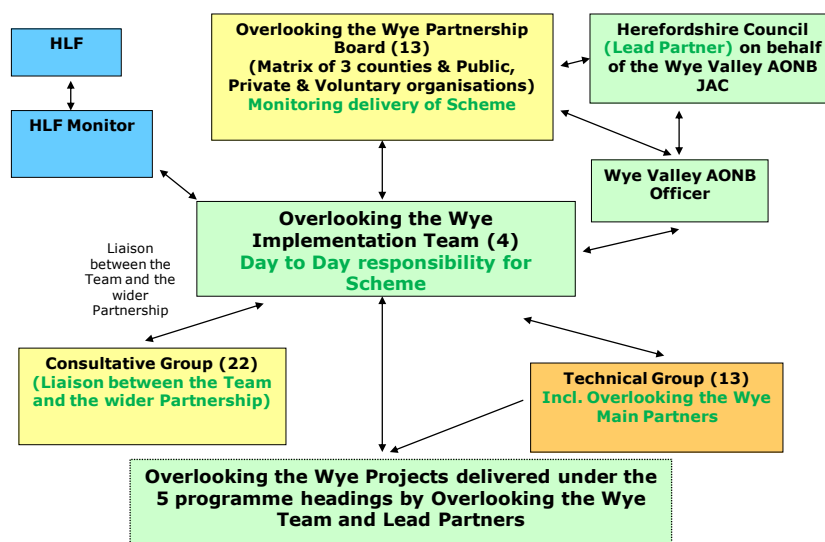 HLF
HLF Monitor
Overlooking the Wye Partnership
Board (13)
(Matrix of 3 counties & Public,
Private & Voluntary organisations)
Monitoring delivery of Scheme
Herefordshire Council
(Lead Partner) on behalf
of the Wye Valley AONB
JAC
Wye Valley AONB
Officer
Overlooking the Wye
Implementation Team (4)
Day to Day responsibility for
Scheme
Liaison
between the
Team and the
wider
Partnership
Consultative Group (22)
(Liaison between the Team
and the wider Partnership)
Technical Group (13)
Incl. Overlooking the Wye
Main Partners
Overlooking the Wye Projects delivered under the
5 programme headings by Overlooking the Wye
Team and Lead Partners